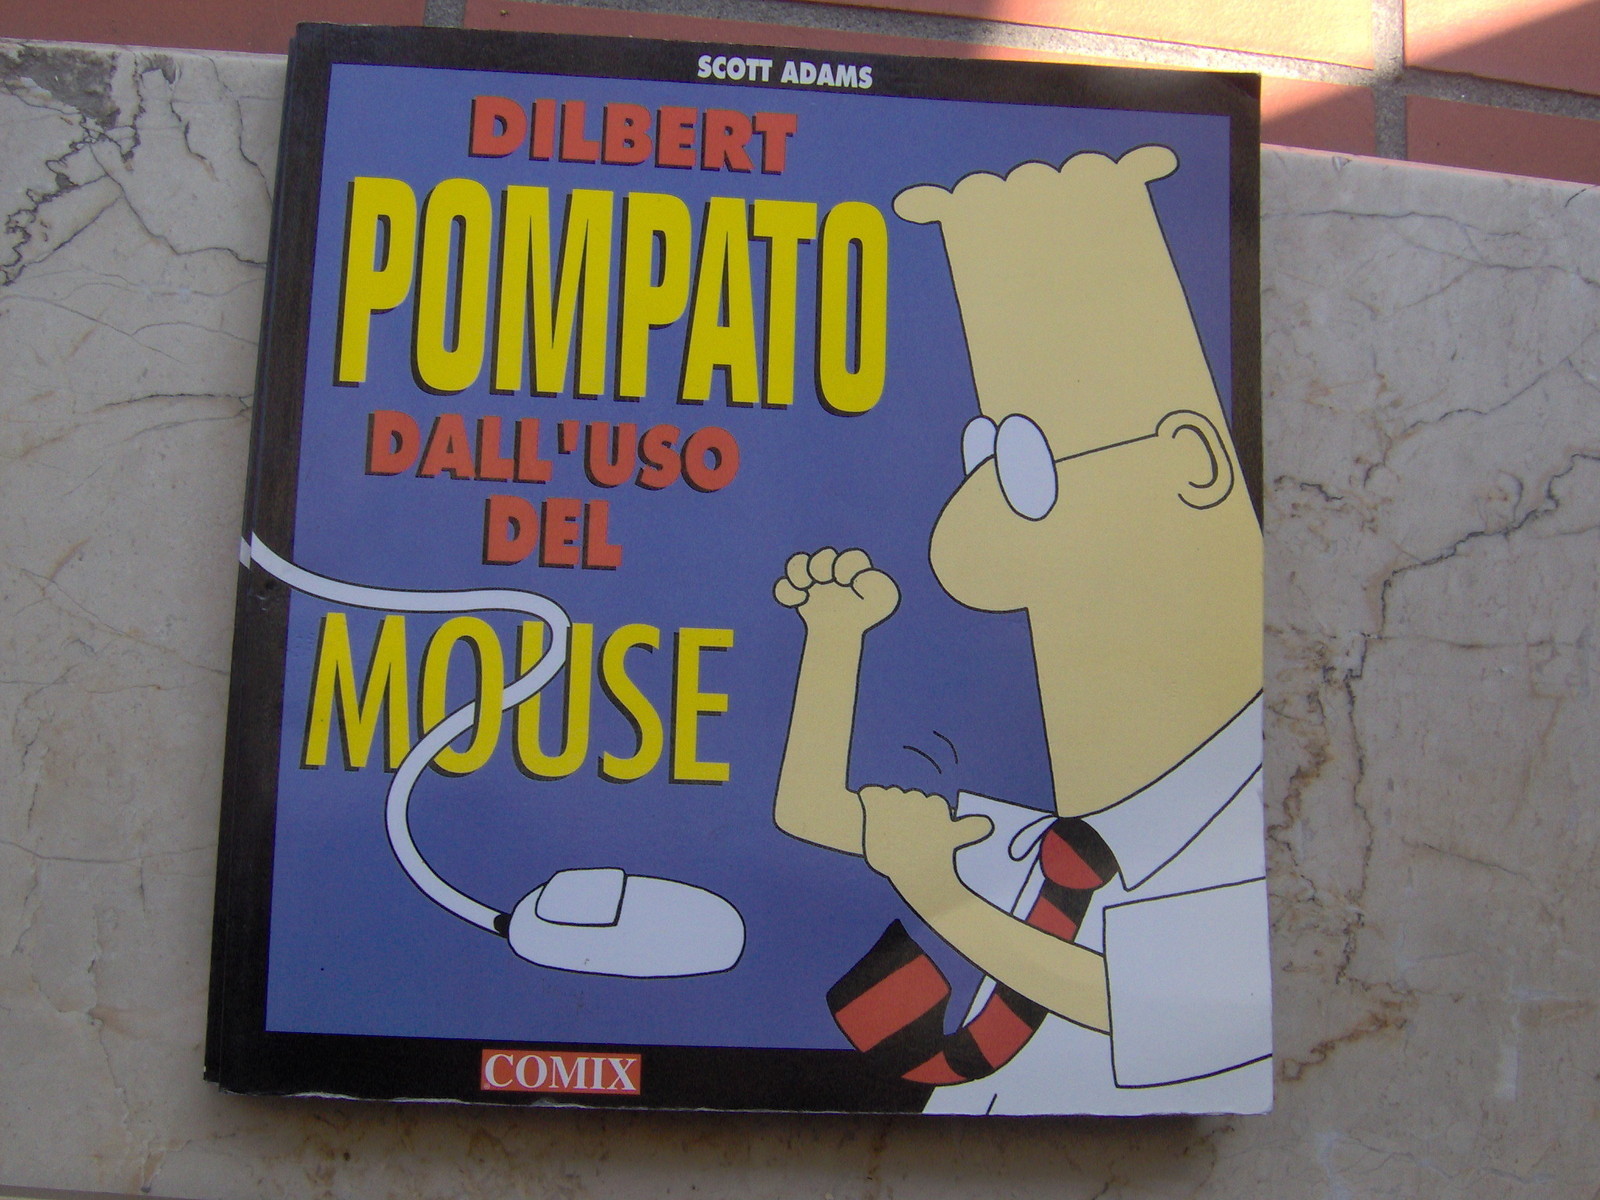 SCOTT ADAMS
DILBERT
POMPATO
DALL'USO
DEL
MOUSE
COMIX